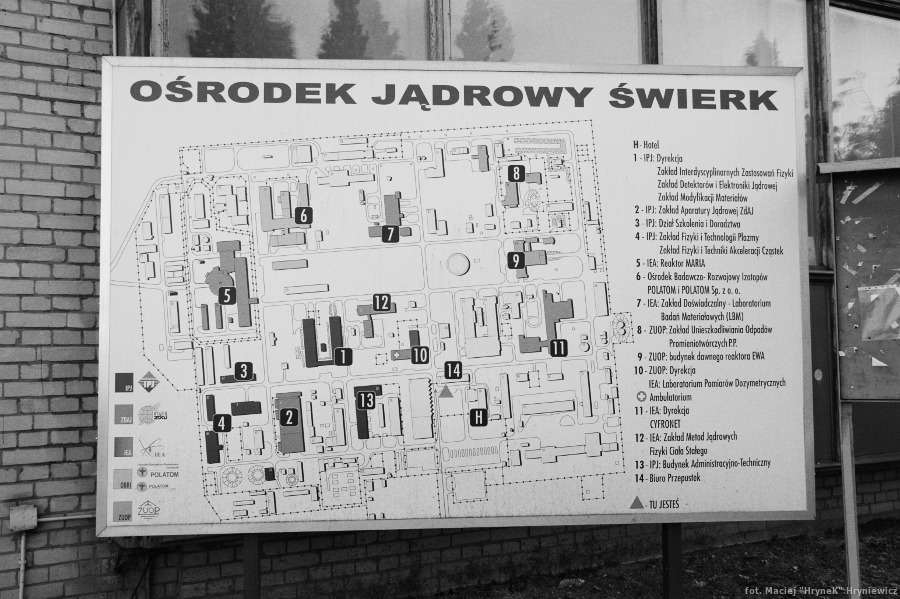 OŚRODEK JĄDROWY ŚWIERK
H - Hotel
1 - IPJ: Dyrekcja
Zakład Interdyscyplinarnych Zastosowań Fizyki
Zakład Detektorów i Elektroniki Jądrowej
Zakład Modyfikacji Materiałów
2 - IPJ: Zakład Aparatury Jądrowej ZdAJ
3 - IPJ: Dział Szkolenia i Doradztwa
4 - IPJ: Zakład Fizyki i Technologii Plazmy
Zakład Fizyki i Techniki Akceleracji Cząstek
5 - IEA: Reaktor MARIA
6 - Ośrodek Badawczo- Rozwojowy Izotopów
POLATOM i POLATOM Sp. z o. o.
7 - IEA: Zakład Doświadczalny - Laboratorium
Badań Materiałowych (LBM)
8 - ZUOP: Zakład Unieszkodliwiania Odpadów
Promieniotwórczych P.P.
9 - ZUOP: budynek dawnego reaktora EWA
10 - ZUOP: Dyrekcja
IEA: Laboratorium Pomiarów Dozymetrycznych
Ambulatorium
11 - IEA: Dyrekcja
CYFRONET
12 - IEA: Zakład Metod Jądrowych
Fizyki Ciała Stałego
13 - IPJ: Budynek Administracyjno-Techniczny
14 - Biuro Przepustek
- TU JESTEŚ
8
6
7
9
5
12
1
10
11
3
14
13
2
4
H
IPJ
IPJ
ZDAJ
IEA
IEA
OBRI
POLATOM
POLATOM
ZUOP
ZUOP
fot. Maciej "HryneK" Hryniewicz